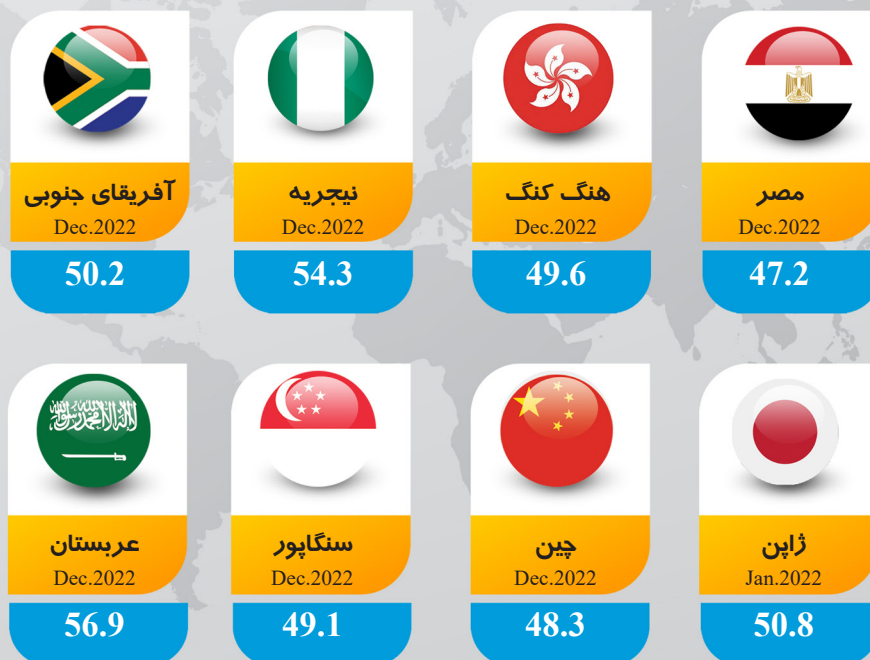 مصر
Dec.2022
47.2
هنگ کنگ
Dec.2022
49.6
نیجریه
Dec.2022
54.3
آفریقای جنوبی
Dec.2022
50.2
ژاپن
Jan.2022
50.8
چین
Dec.2022
48.3
سنگاپور
Dec.2022
49.1
عربستان
Dec.2022
56.9